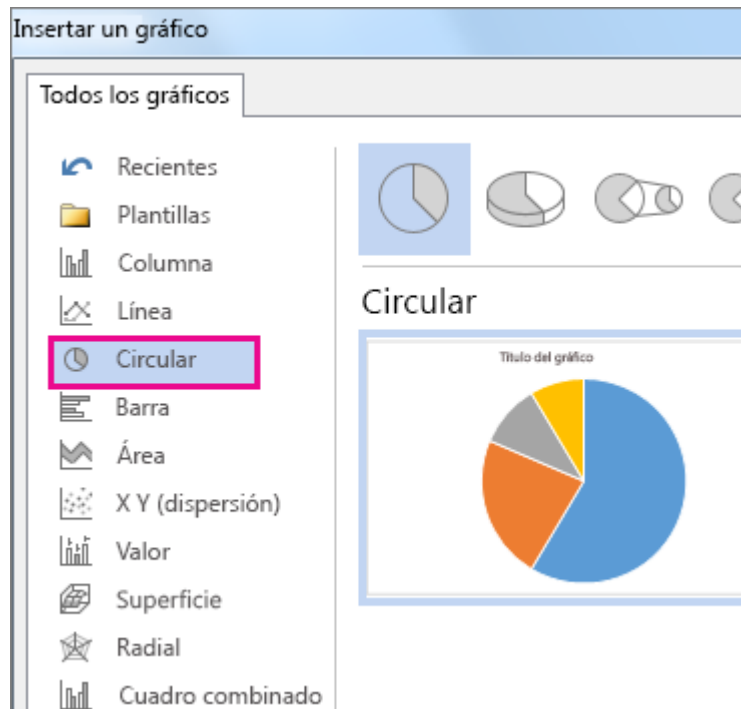 Insertar un gráfico
Todos los gráficos
Recientes
Plantillas
Columna
Línea
Circular
Barra
Área
X Y (dispersión)
Valor
Superficie
Radial
Cuadro combinado
Circular
Título del gráfico